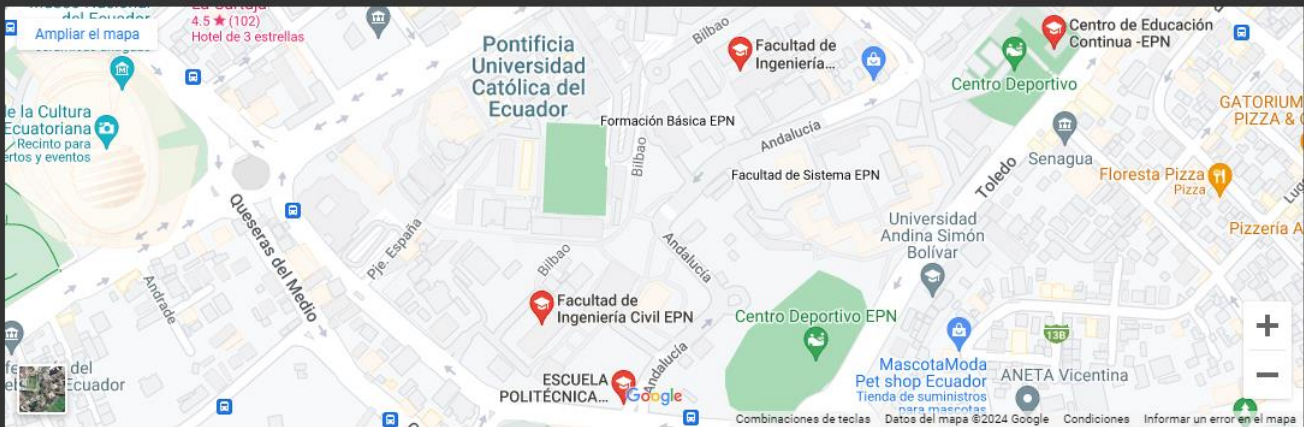 del Ecuador
Ampliar el mapa
4.5 ★ (102)
Hotel de 3 estrellas
Pontificia
Universidad
Católica del
Ecuador
Bilbao
Facultad de
Ingeniería...
Centro de Educación
Continua -EPN
Centro Deportivo
GATORIUM
PIZZA &
e la Cultura
Ecuatoriana
Recinto para
ertos y eventos
Formación Básica EPN
Bilbao
Andalucía
Senagua
Facultad de Sistema EPN
Toledo
Floresta Pizza
Pizza
Queseras del Medio
Universidad
Andina Simón
Bolívar
Pizzería A
Pje. España
Bilbao
Andalucía
Andrade
Facultad de
Ingeniería Civil EPN
Centro Deportivo EPN
13B
+
−
Andalucía
MascotaModa
Pet shop Ecuador
Tienda de suministros
para mascotas
ANETA Vicentina
del
Ecuador
ESCUELA
POLITÉCNICA...
Google
Combinaciones de teclas
Datos del mapa ©2024 Google
Condiciones
Informar un error en el mapa